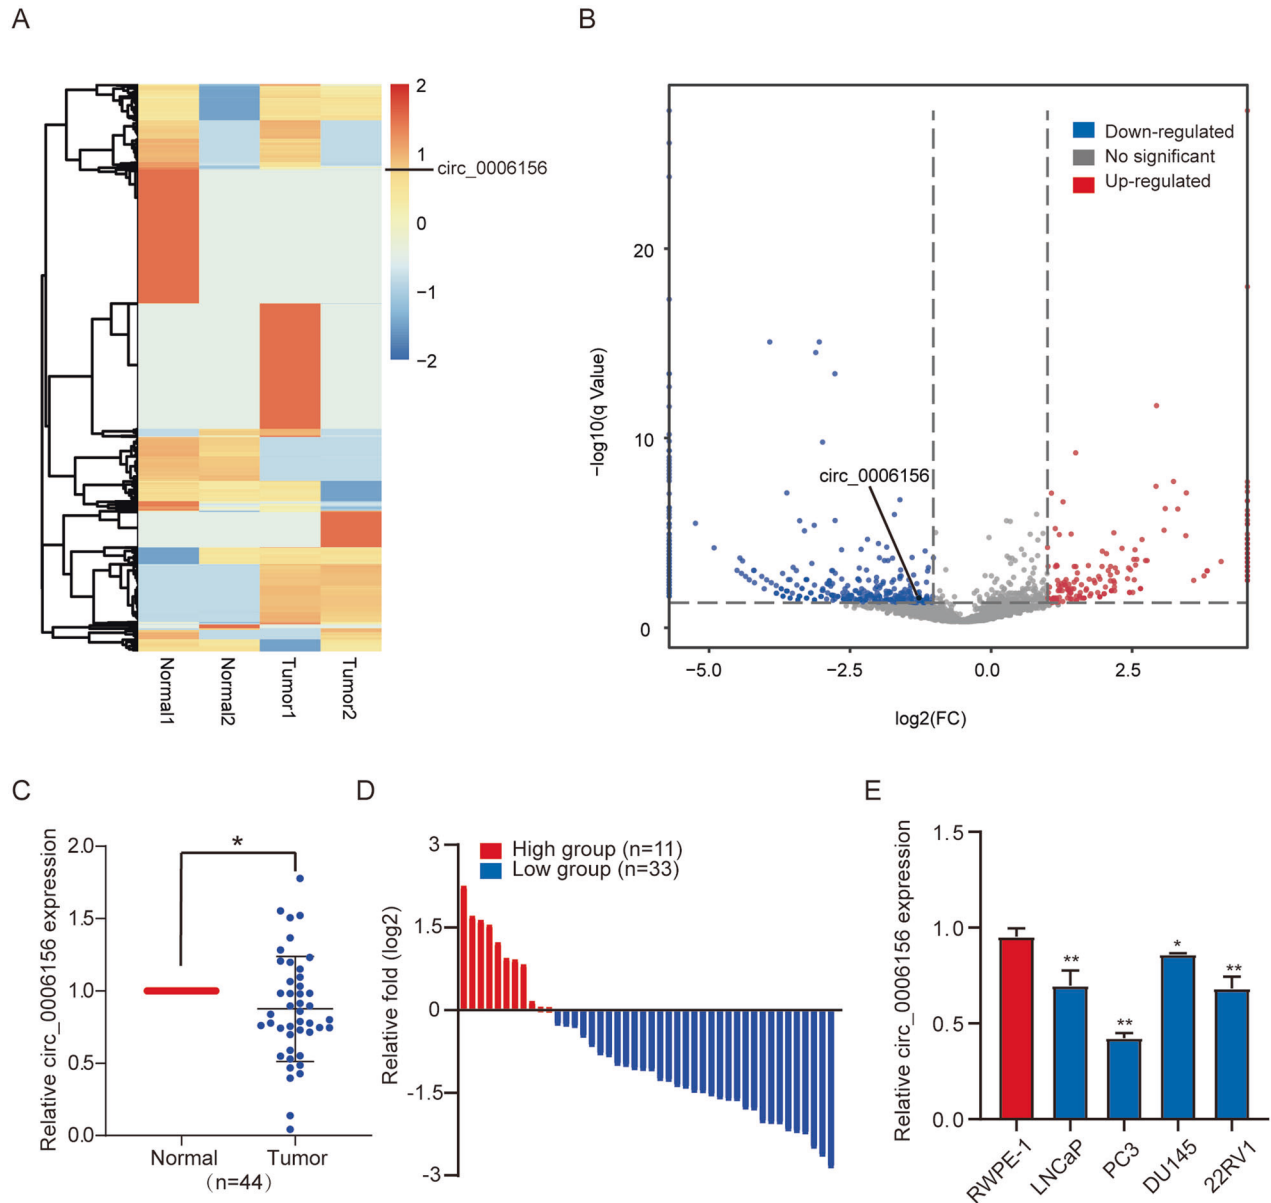 A
2
1
circ_0006156
0
−1
−2
Normal1
Normal2
Tumor1
Tumor2
B
Down-regulated
No significant
Up-regulated
20
10
0
−log10(q Value)
circ_0006156
−5.0
−2.5
0.0
2.5
log2(FC)
C
Relative circ_0006156 expression
2.0
1.5
1.0
0.5
0.0
*
Normal
Tumor
(n=44)
D
Relative fold (log2)
3
1.5
0
-1.5
-3
High group (n=11)
Low group (n=33)
E
Relative circ_0006156 expression
1.5
1.0
0.5
0.0
**
**
*
**
RWPE-1
LNCaP
PC3
DU145
22RV1